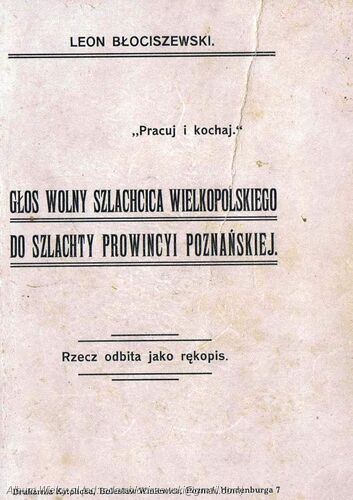 LEON BŁOCISZEWSKI.
„Pracuj i kochaj.“
GŁOS WOLNY SZLACHCICA WIELKOPOLSKIEGO
DO SZLACHTY PROWINCYI POZNAŃSKIEJ.
Rzecz odbita jako rękopis.
Drukarnia Katolicka, Bolesław Winiewicz, Poznań, Hindenburga 7